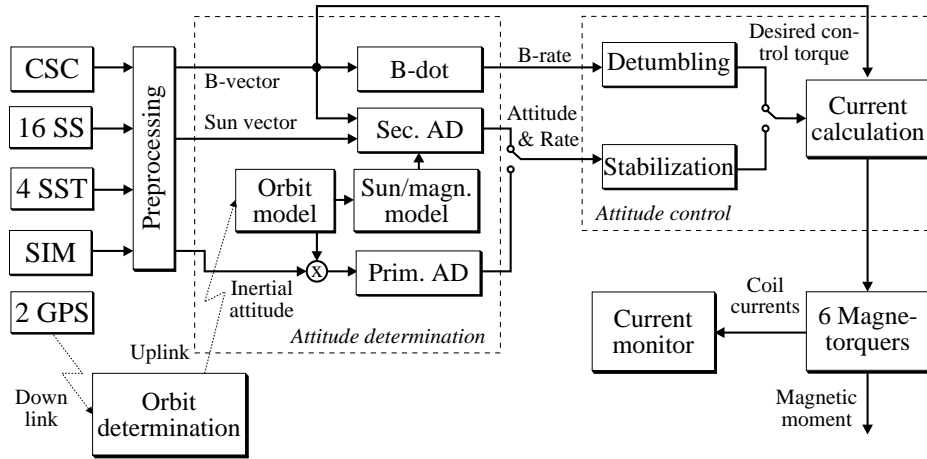 CSC
16 SS
4 SST
SIM
2 GPS
Preprocessing
B-vector
Sun vector
B-dot
Sec. AD
Orbit
model
Sun/magn.
model
x
Prim. AD
Inertial
attitude
Attitude determination
Uplink
Down
link
Orbit
determination
B-rate
Attitude
& Rate
Detumbling
Stabilization
Attitude control
Desired con-
trol torque
Current
calculation
Coil
currents
Current
monitor
6 Magne-
torquers
Magnetic
moment